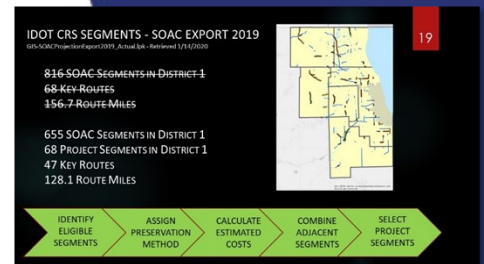 IDOT CRS SEGMENTS - SOAC EXPORT 2019
19
GIS-SOACProjectionExport2019_Actual.lpk - Retrieved 1/14/2020
816 SOAC SEGMENTS IN DISTRICT 1
68 KEY ROUTES
156.7 ROUTE MILES
655 SOAC SEGMENTS IN DISTRICT 1
68 PROJECT SEGMENTS IN DISTRICT 1
47 KEY ROUTES
128.1 ROUTE MILES
IDENTIFY
ELIGIBLE
SEGMENTS
ASSIGN
PRESERVATION
METHOD
CALCULATE
ESTIMATED
COSTS
COMBINE
ADJACENT
SEGMENTS
SELECT
PROJECT
SEGMENTS